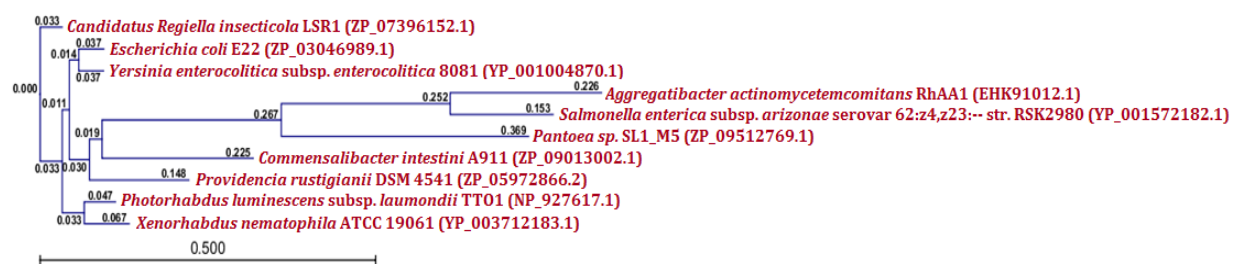 0.033 Candidatus Regiella insecticola LSR1 (ZP_07396152.1)
0.037 Escherichia coli E22 (ZP_03046989.1)
0.014
0.037 Yersinia enterocolitica subsp. enterocolitica 8081 (YP_001004870.1)
0.000
0.011
0.226 Aggregatibacter actinomycetemcomitans RhAA1 (EHK91012.1)
0.252
0.153 Salmonella enterica subsp. arizonae serovar 62:z4,z23:-- str. RSK2980 (YP_001572182.1)
0.267
0.369 Pantoea sp. SL1_M5 (ZP_09512769.1)
0.019
0.225 Commensalibacter intestini A911 (ZP_09013002.1)
0.033 0.030
0.148 Providencia rustigianii DSM 4541 (ZP_05972866.2)
0.047 Photorhabdus luminescens subsp. laumondii TTO1 (NP_927617.1)
0.033
0.067 Xenorhabdus nematophila ATCC 19061 (YP_003712183.1)
0.500